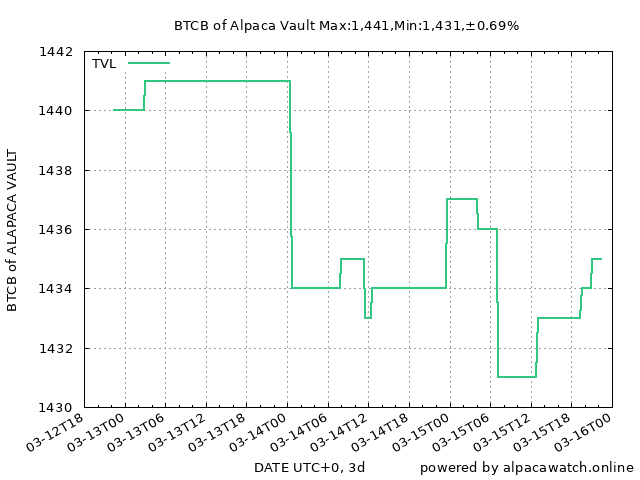 BTCB of Alpaca Vault Max:1,441,Min:1,431,±0.69%
TVL
1442
1440
1438
1436
1434
1432
1430
BTCB of ALAPACA VAULT
03-12T18
03-13T00
03-13T06
03-13T12
03-13T18
03-14T00
03-14T06
03-14T12
03-14T18
03-15T00
03-15T06
03-15T12
03-15T18
03-16T00
DATE UTC+0, 3d
powered by alpacawatch.online